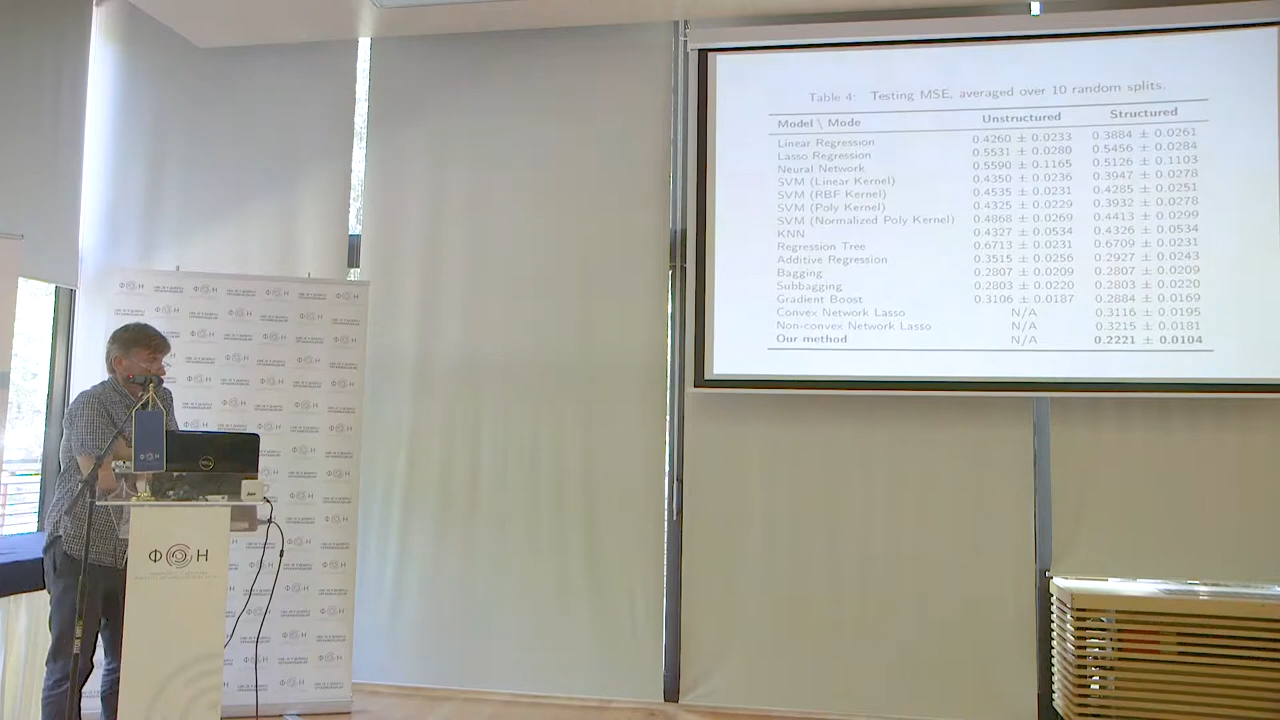 Table 4: Testing MSE, averaged over 10 random splits.
Model \ Mode Unstructured Structured
Linear Regression 0.4260 ± 0.0233 0.3884 ± 0.0261
Lasso Regression 0.5531 ± 0.0280 0.5456 ± 0.0284
Neural Network 0.5590 ± 0.1165 0.5126 ± 0.1103
SVM (Linear Kernel) 0.4350 ± 0.0236 0.3947 ± 0.0278
SVM (RBF Kernel) 0.4535 ± 0.0231 0.4285 ± 0.0251
SVM (Poly Kernel) 0.4325 ± 0.0229 0.3932 ± 0.0278
SVM (Normalized Poly Kernel) 0.4868 ± 0.0269 0.4413 ± 0.0299
KNN 0.4327 ± 0.0534 0.4326 ± 0.0534
Regression Tree 0.6713 ± 0.0231 0.6709 ± 0.0231
Additive Regression 0.3515 ± 0.0256 0.2927 ± 0.0243
Bagging 0.2807 ± 0.0209 0.2807 ± 0.0209
Subbagging 0.2803 ± 0.0220 0.2803 ± 0.0220
Gradient Boost 0.3106 ± 0.0187 0.2884 ± 0.0169
Convex Network Lasso N/A 0.3116 ± 0.0195
Non-convex Network Lasso N/A 0.3215 ± 0.0181
Our method N/A 0.2221 ± 0.0104
DELL
ФОН